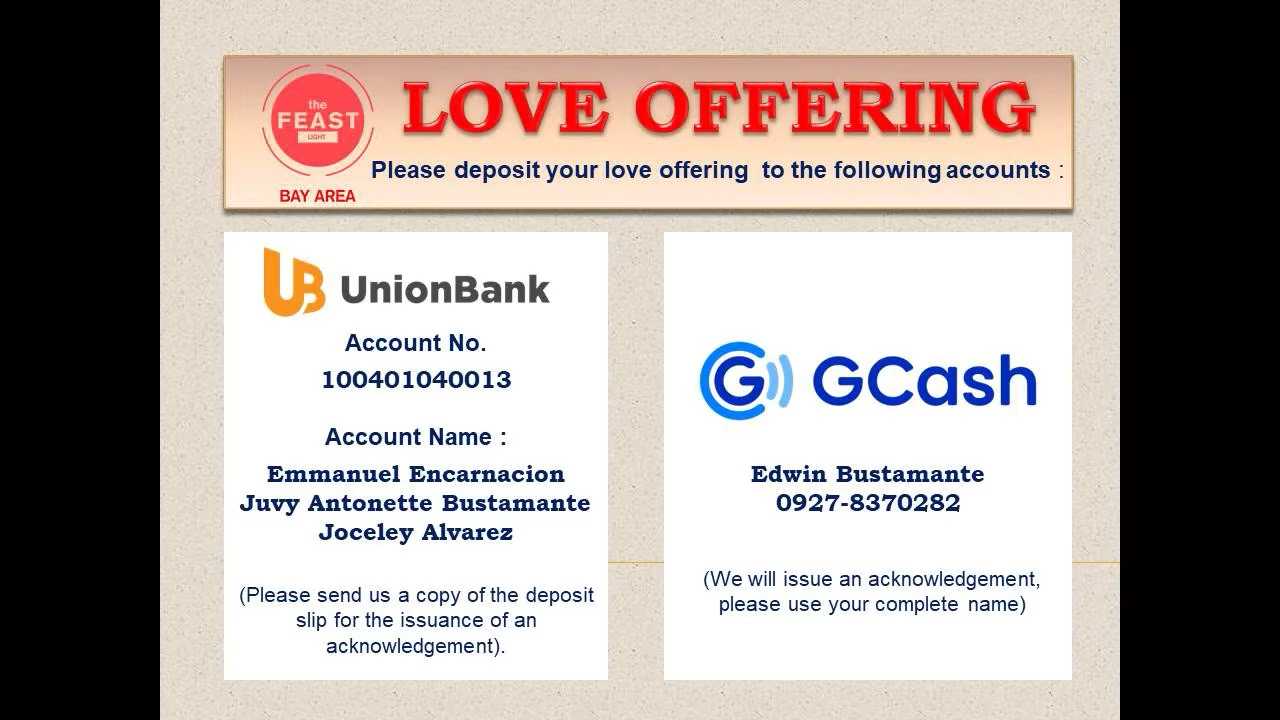 the
FEAST
LIGHT
BAY AREA
LOVE OFFERING
Please deposit your love offering to the following accounts :
UB UnionBank
Account No.
100401040013
Account Name :
Emmanuel Encarnacion
Juvy Antonette Bustamante
Joceley Alvarez
(Please send us a copy of the deposit
slip for the issuance of an
acknowledgement).
G GCash
Edwin Bustamante
0927-8370282
(We will issue an acknowledgement,
please use your complete name)